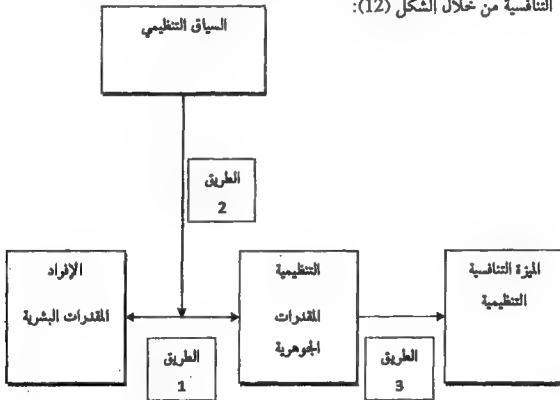 التنافسية من خلال الشكل (12):
السياق التنظيمي
الطريق
2
الإفراد
المقدرات البشرية
التنظيمية
المقدرات
الجوهرية
الميزة التنافسية
التنظيمية
الطريق
1
الطريق
3